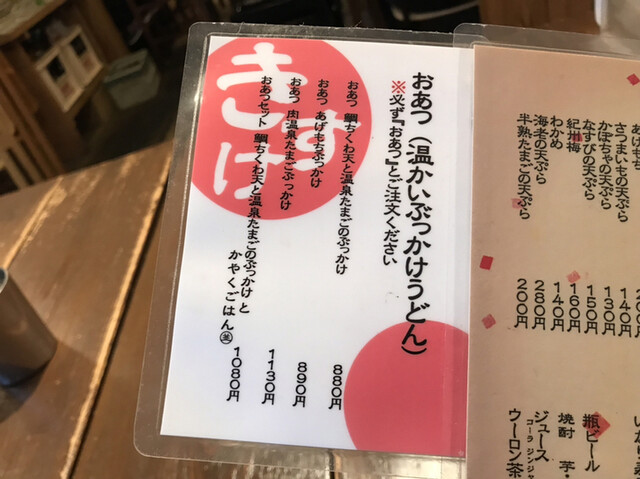 おあつ（温かいぶっかけうどん）
※必ず『おあつ』とご注文ください
おあつ 鯛ちくわ天と温泉たまごのぶっかけ 880円
おあつ あげもちぶっかけ 890円
おあつ 肉温泉たまごぶっかけ 1130円
おあつセット 鯛ちくわ天と温泉たまごのぶっかけと
かやくごはん 1080円
さつまいもの天ぷら 140円
かぼちゃの天ぷら 130円
なすびの天ぷら 150円
紀州梅 160円
わかめ 140円
海老の天ぷら 280円
半熟たまごの天ぷら 200円
瓶ビール
焼酎 芋・
ジュース
コーラ ジンジャ
ウーロン茶